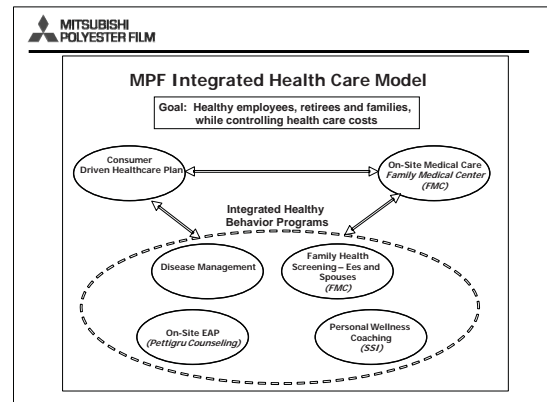 MITSUBISHI
POLYESTER FILM
MPF Integrated Health Care Model
Goal: Healthy employees, retirees and families,
while controlling health care costs
Consumer
Driven Healthcare Plan
On-Site Medical Care
Family Medical Center
(FMC)
Integrated Healthy
Behavior Programs
Disease Management
Family Health
Screening – Ees and
Spouses
(FMC)
On-Site EAP
(Pettigru Counseling)
Personal Wellness
Coaching
(SSI)